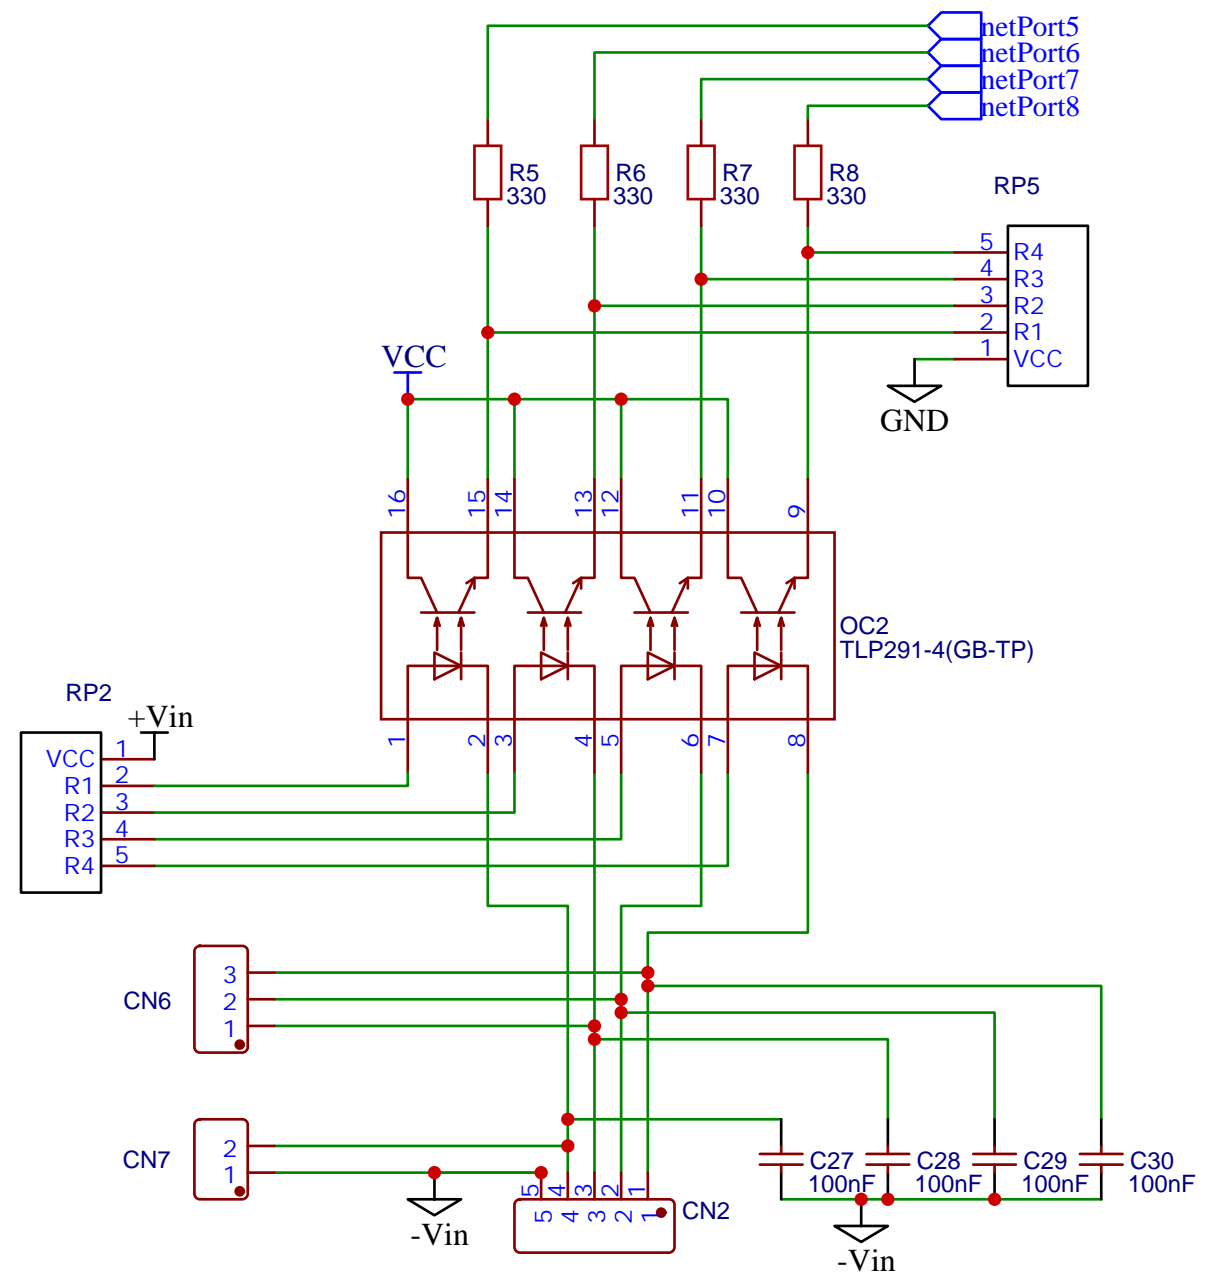 netPort5
netPort6
netPort7
netPort8
R5
330
R6
330
R7
330
R8
330
RP5
5 R4
4 R3
3 R2
2 R1
1 VCC
GND
VCC
16 15 14 13 12 11 10 9
OC2
TLP291-4(GB-TP)
1 2 3 4 5 6 7 8
RP2
+Vin
VCC 1
R1 2
R2 3
R3 4
R4 5
CN6
3
2
1
CN7
2
1
-Vin
5 4 3 2 1
5 4 3 2 1
CN2
C27
100nF
C28
100nF
C29
100nF
C30
100nF
-Vin